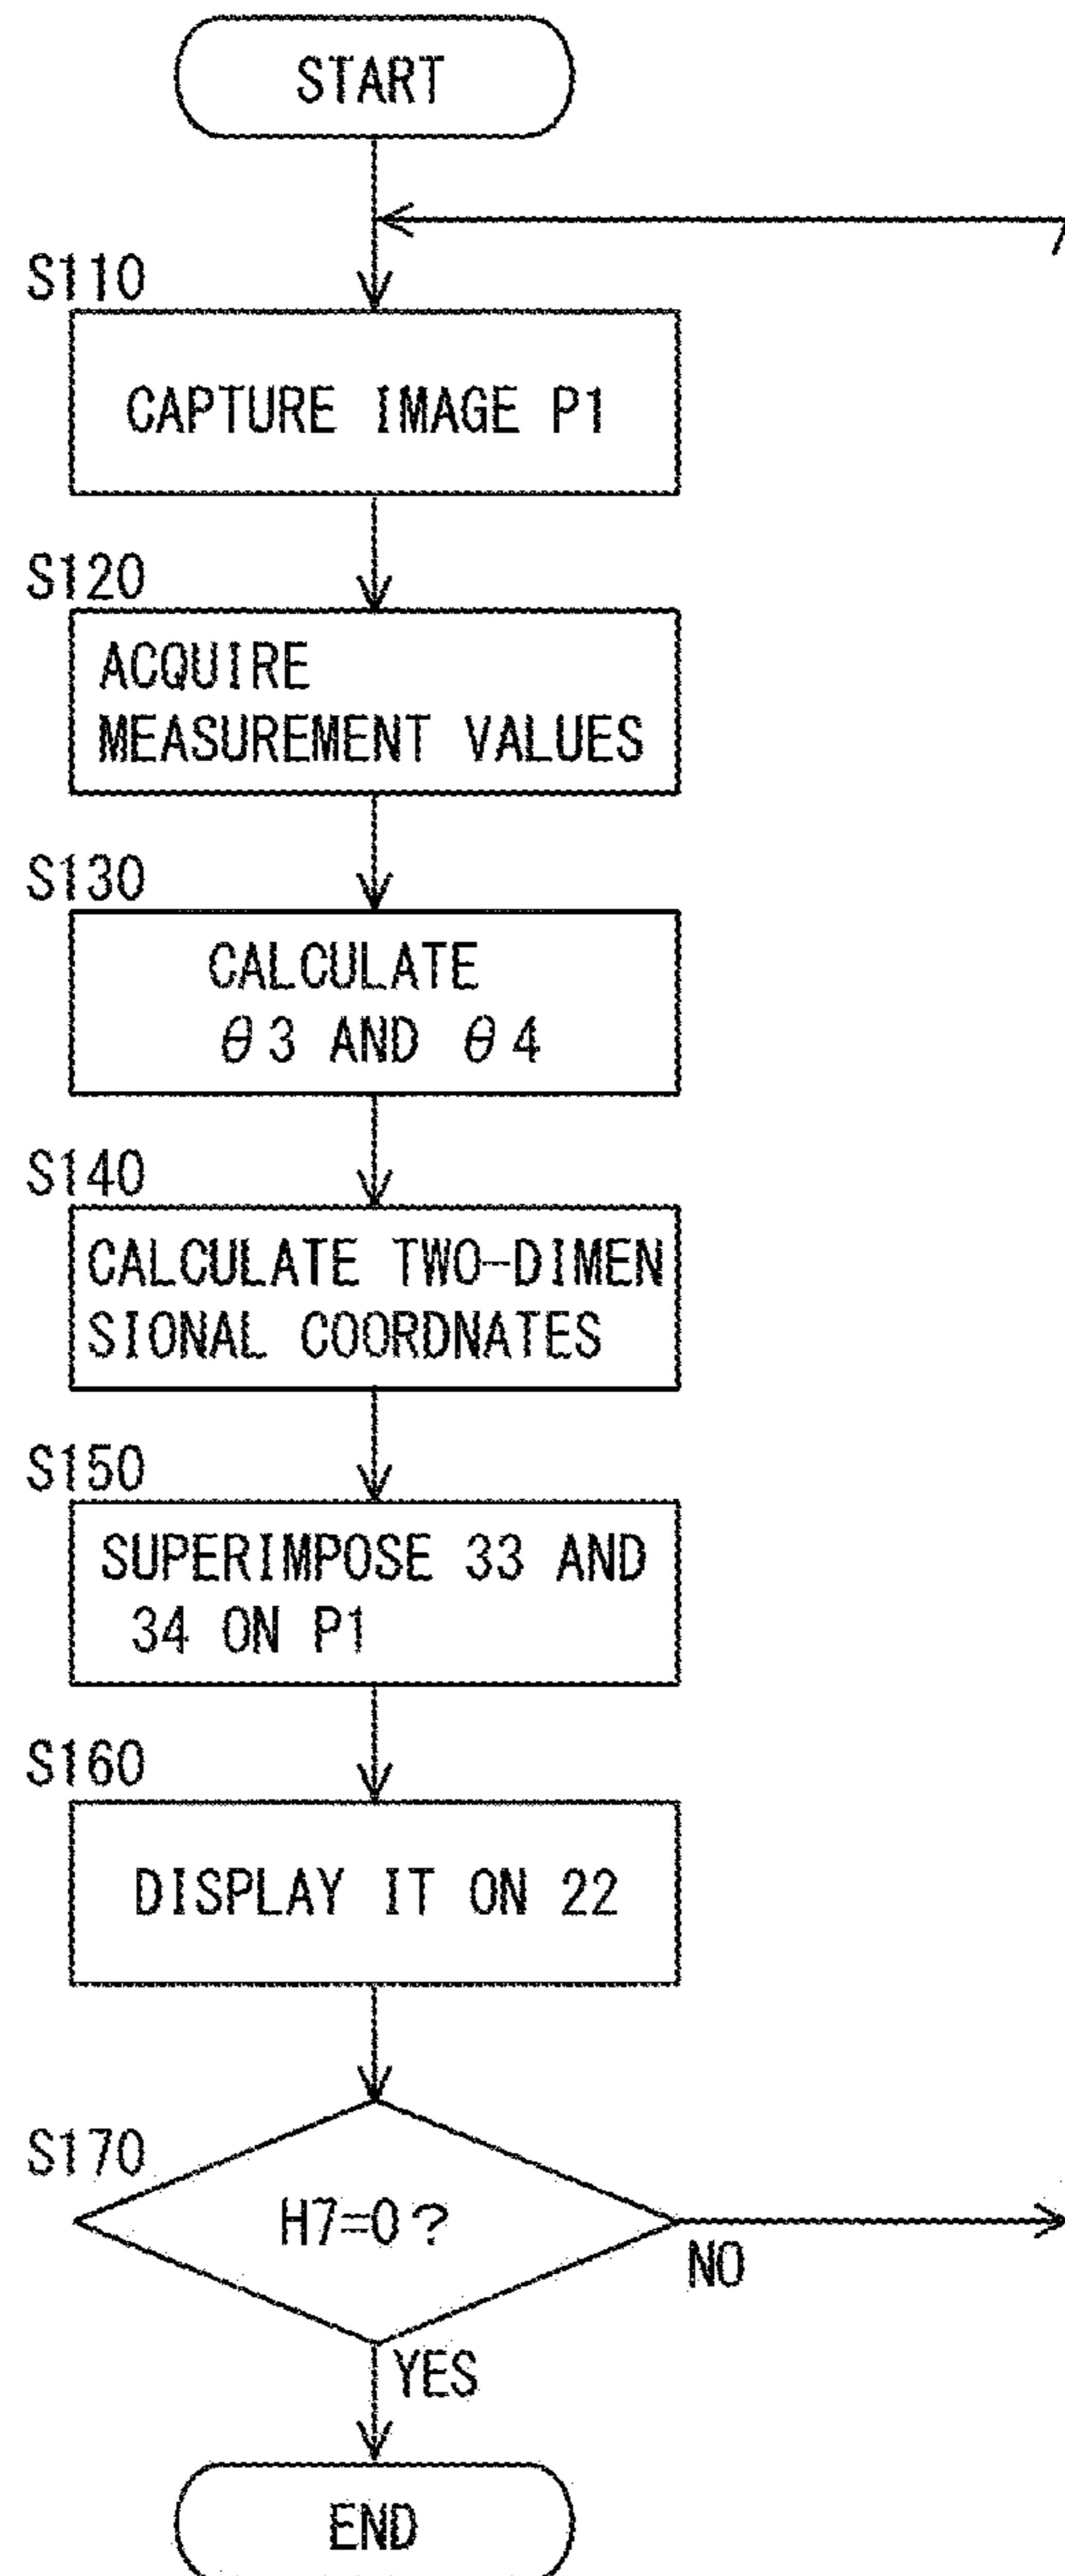 START
S110
CAPTURE IMAGE P1
S120
ACQUIRE
MEASUREMENT VALUES
S130
CALCULATE
θ3 AND θ4
S140
CALCULATE TWO-DIMEN
SIONAL COORDNATES
S150
SUPERIMPOSE 33 AND
34 ON P1
S160
DISPLAY IT ON 22
S170
H7=0?
NO
YES
END